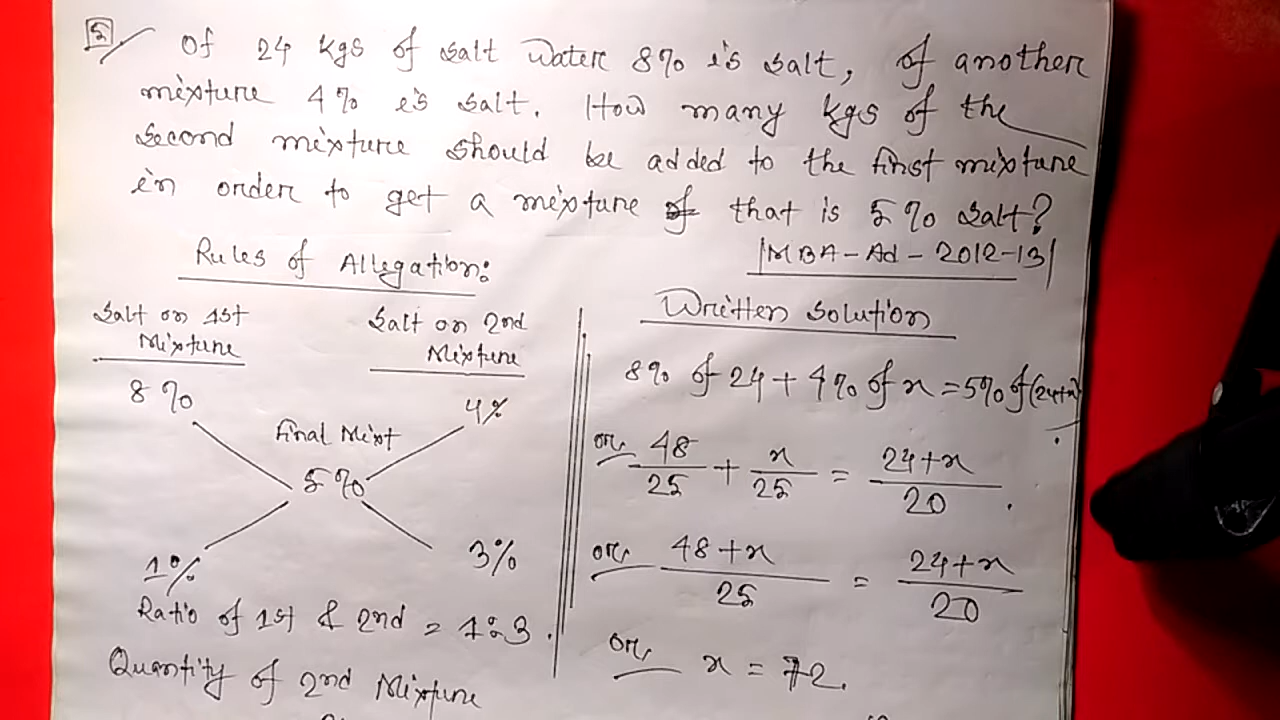 5/ Of 24 kgs of salt water 8% is salt, of another
mixture 4% is salt. How many kgs of the
second mixture should be added to the first mixture
in order to get a mixture of that is 5% salt?
|MBA-Ad-2012-13|
Rules of Allegation:
Salt on 1st Mixture
Salt on 2nd Mixture
8%
4%
Final Mixt
5%
1%
3%
Ratio of 1st & 2nd = 1:3.
Quantity of 2nd Mixture
Written Solution
8% of 24 + 4% of x = 5% of (24+x)
or, 48/25 + x/25 = 24+x/20.
or, 48+x/25 = 24+x/20
or, x = 72.